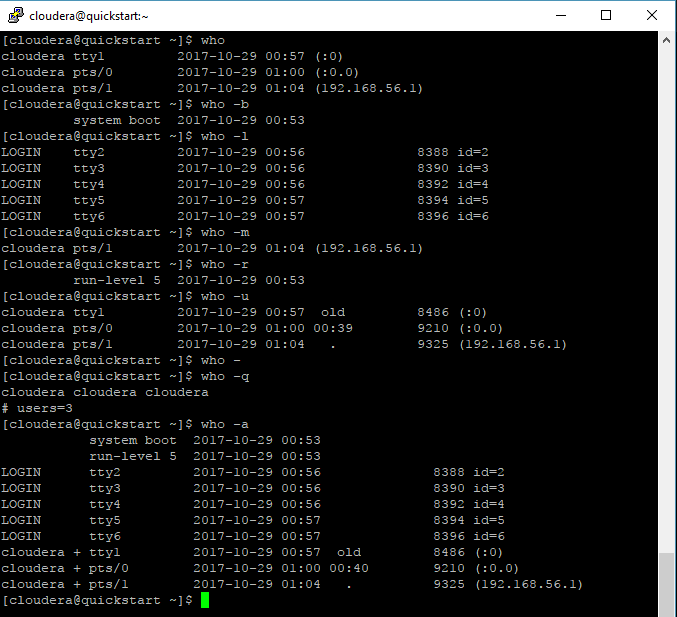 cloudera@quickstart:~
[cloudera@quickstart ~]$ who
cloudera tty1         2017-10-29 00:57 (:0)
cloudera pts/0        2017-10-29 01:00 (:0.0)
cloudera pts/1        2017-10-29 01:04 (192.168.56.1)
[cloudera@quickstart ~]$ who -b
         system boot  2017-10-29 00:53
[cloudera@quickstart ~]$ who -l
LOGIN    tty2         2017-10-29 00:56              8388 id=2
LOGIN    tty3         2017-10-29 00:56              8390 id=3
LOGIN    tty4         2017-10-29 00:56              8392 id=4
LOGIN    tty5         2017-10-29 00:57              8394 id=5
LOGIN    tty6         2017-10-29 00:57              8396 id=6
[cloudera@quickstart ~]$ who -m
cloudera pts/1        2017-10-29 01:04 (192.168.56.1)
[cloudera@quickstart ~]$ who -r
         run-level 5  2017-10-29 00:53
[cloudera@quickstart ~]$ who -u
cloudera tty1         2017-10-29 00:57  old         8486 (:0)
cloudera pts/0        2017-10-29 01:00 00:39        9210 (:0.0)
cloudera pts/1        2017-10-29 01:04   .          9325 (192.168.56.1)
[cloudera@quickstart ~]$ who -
[cloudera@quickstart ~]$ who -q
cloudera cloudera cloudera
# users=3
[cloudera@quickstart ~]$ who -a
           system boot  2017-10-29 00:53
           run-level 5  2017-10-29 00:53
LOGIN      tty2         2017-10-29 00:56              8388 id=2
LOGIN      tty3         2017-10-29 00:56              8390 id=3
LOGIN      tty4         2017-10-29 00:56              8392 id=4
LOGIN      tty5         2017-10-29 00:57              8394 id=5
LOGIN      tty6         2017-10-29 00:57              8396 id=6
cloudera + tty1         2017-10-29 00:57  old         8486 (:0)
cloudera + pts/0        2017-10-29 01:00 00:40        9210 (:0.0)
cloudera + pts/1        2017-10-29 01:04   .          9325 (192.168.56.1)
[cloudera@quickstart ~]$